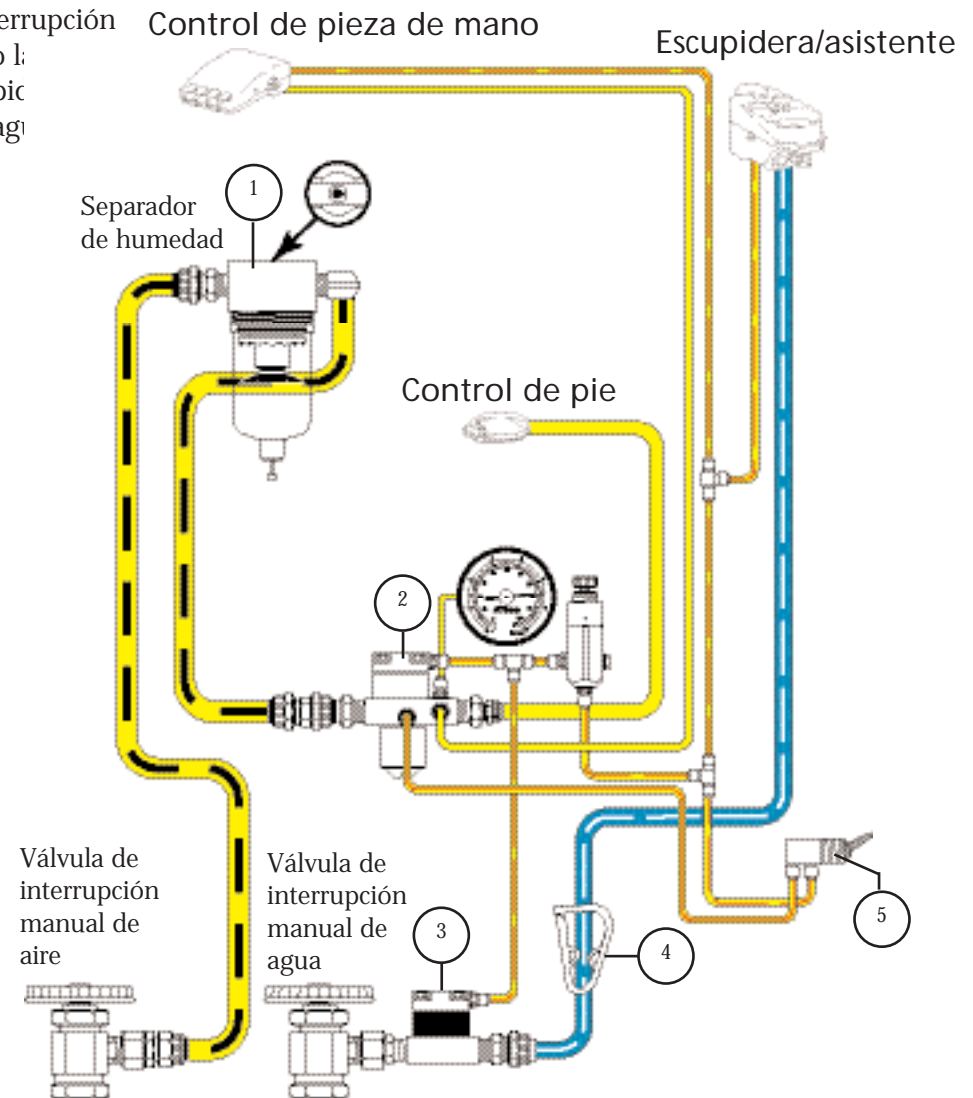 errupción
Control de pieza de mano
Escupidera/asistente
Separador
de humedad
1
Control de pie
2
Válvula de
interrupción
manual de
aire
Válvula de
interrupción
manual de
agua
3
4
5